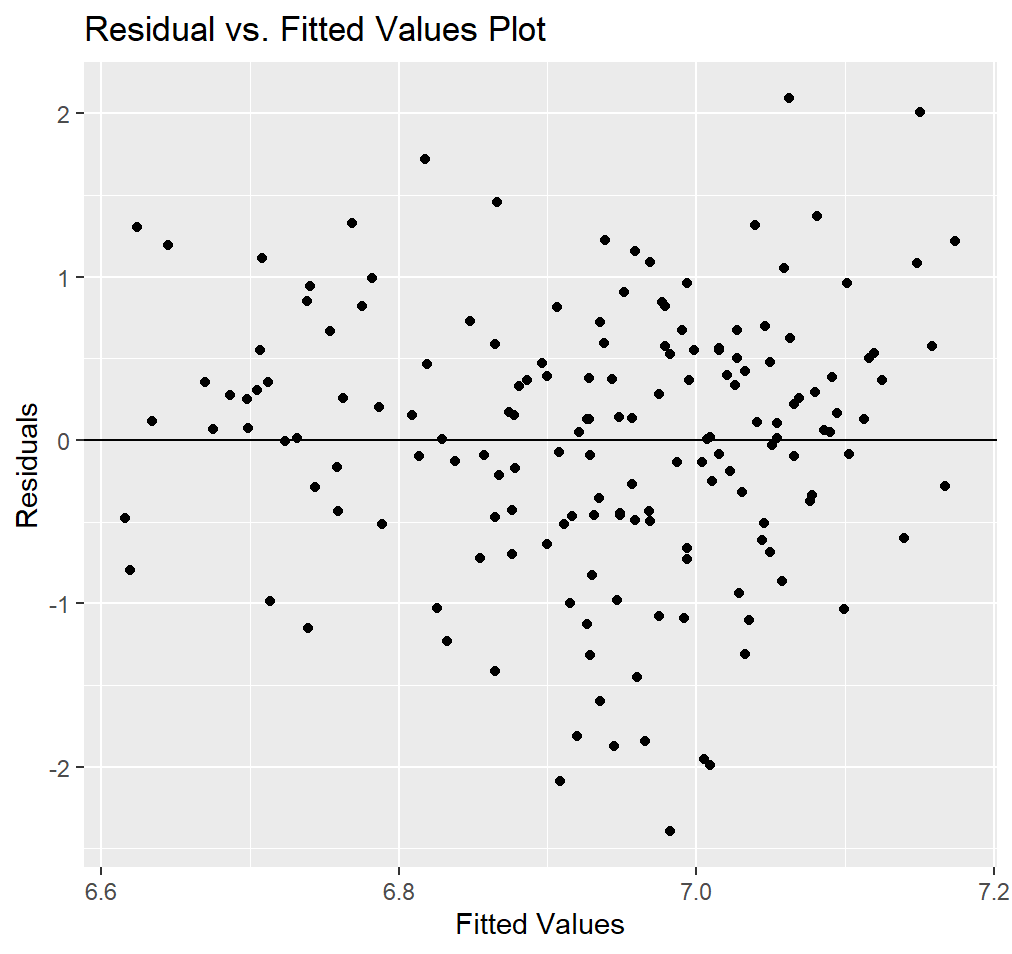 Residual vs. Fitted Values Plot
2
1
0
-1
-2
Residuals
6.6 6.8 7.0 7.2
Fitted Values